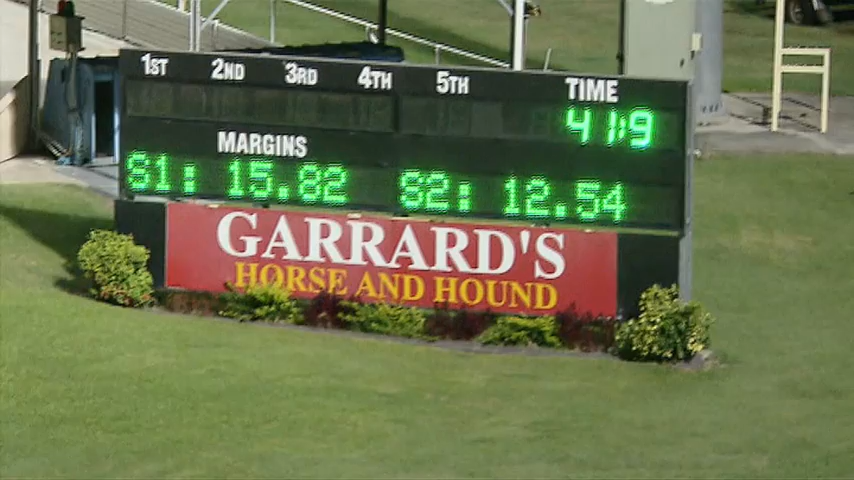 1ST 2ND 3RD 4TH 5TH TIME
41:9
MARGINS
S1: 15.82 S2: 12.54
GARRARD'S
HORSE AND HOUND